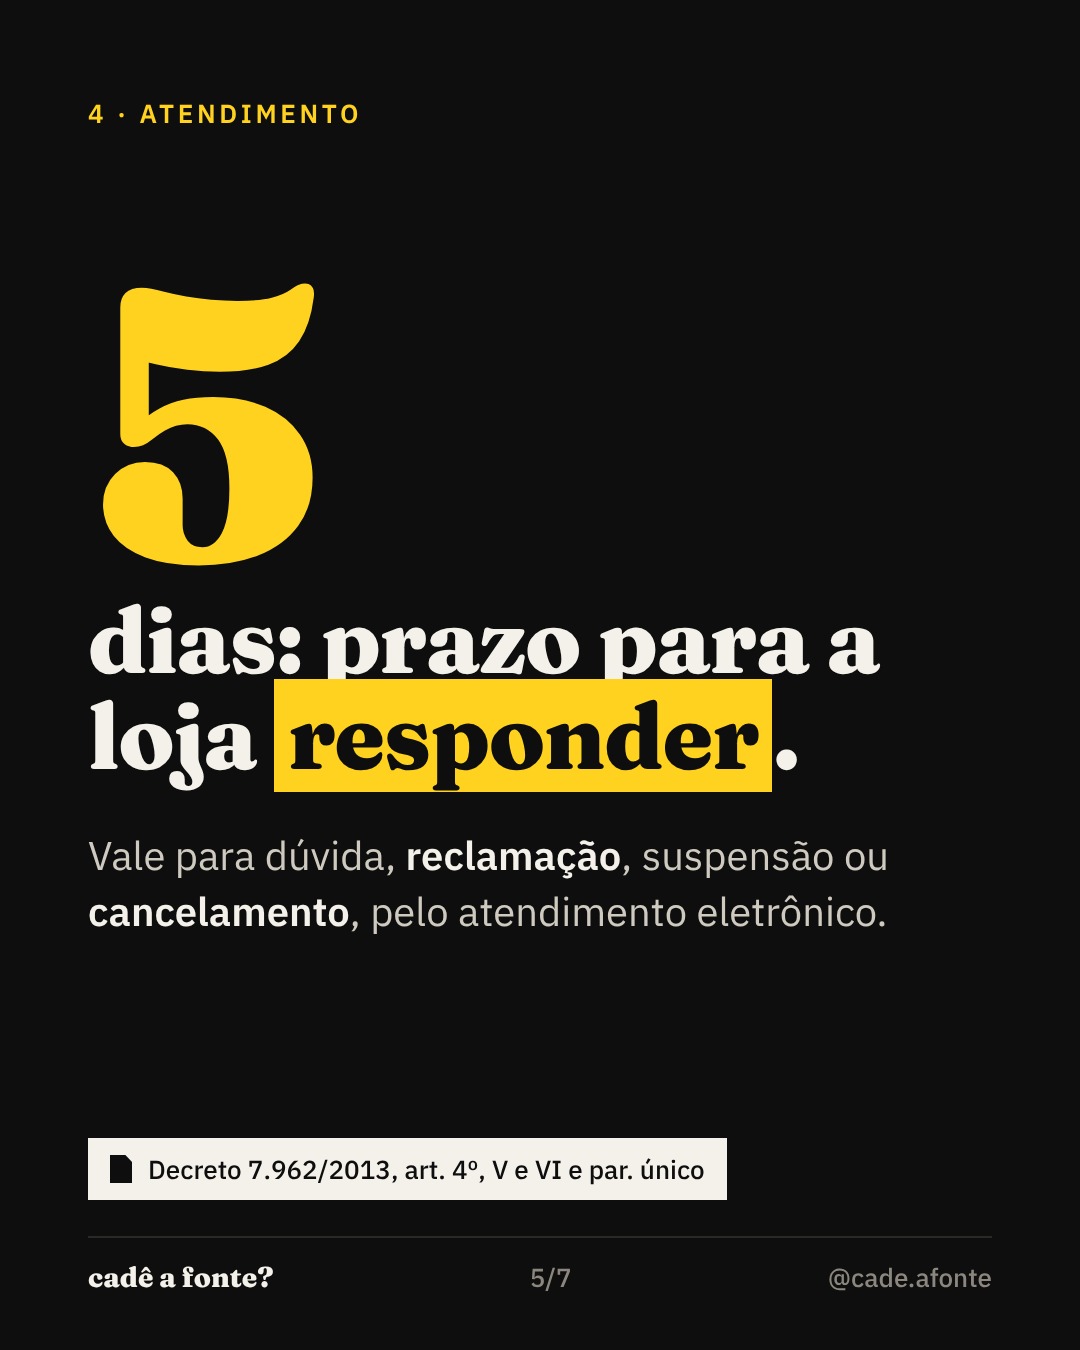 4 · ATENDIMENTO
5
dias: prazo para a
loja responder.
Vale para dúvida, reclamação, suspensão ou
cancelamento, pelo atendimento eletrônico.
Decreto 7.962/2013, art. 4º, V e VI e par. único
cadê a fonte?
5/7
@cade.afonte